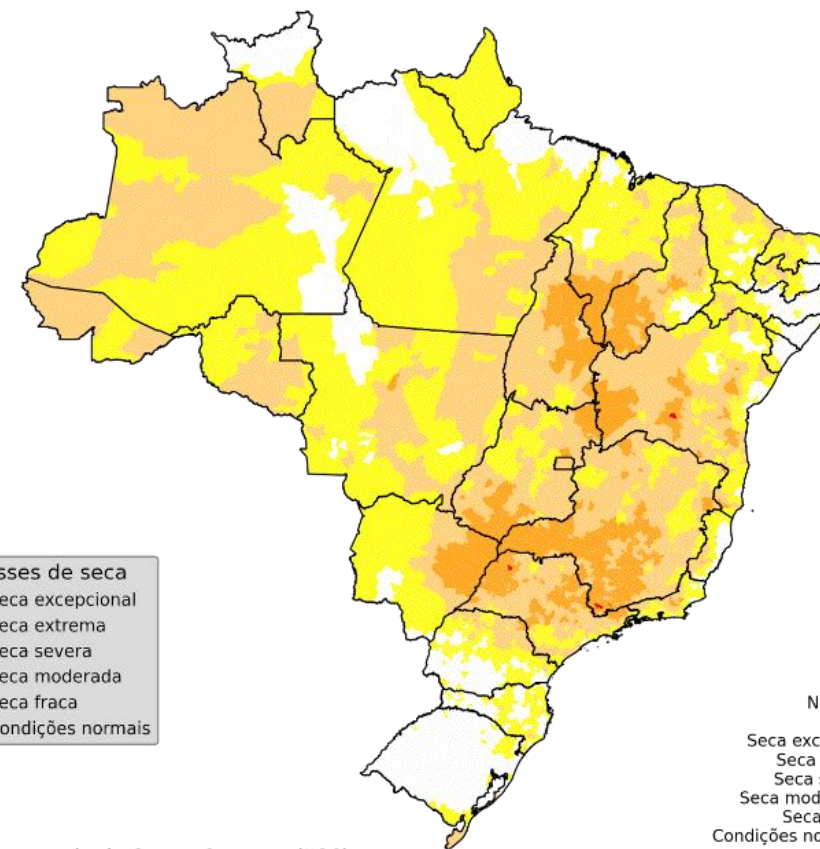 sses de seca
eca excepcional
eca extrema
eca severa
eca moderada
eca fraca
ondições normais
N
Seca exc
Seca
Seca
Seca mod
Seca
Condições no